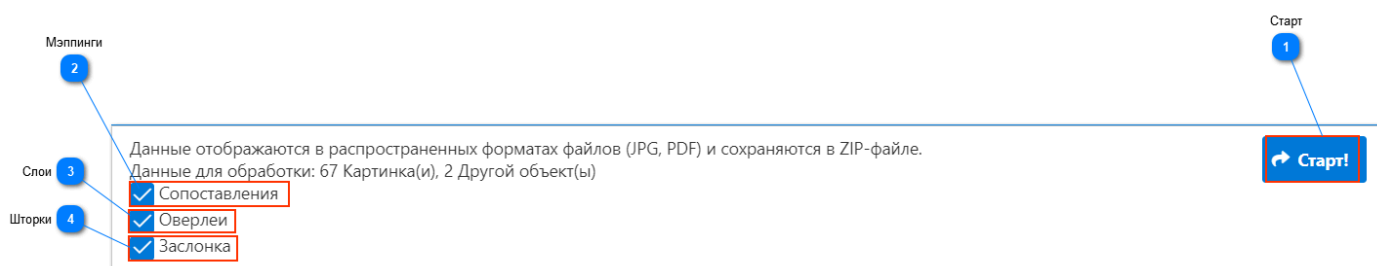 Старт
1
Мэппинги
2
Данные отображаются в распространенных форматах файлов (JPG, PDF) и сохраняются в ZIP-файле.
Старт!
Слои 3
Данные для обработки: 67 Картинка(и), 2 Другой объект(ы)
Сопоставления
Шторки 4
Оверлеи
Заслонка